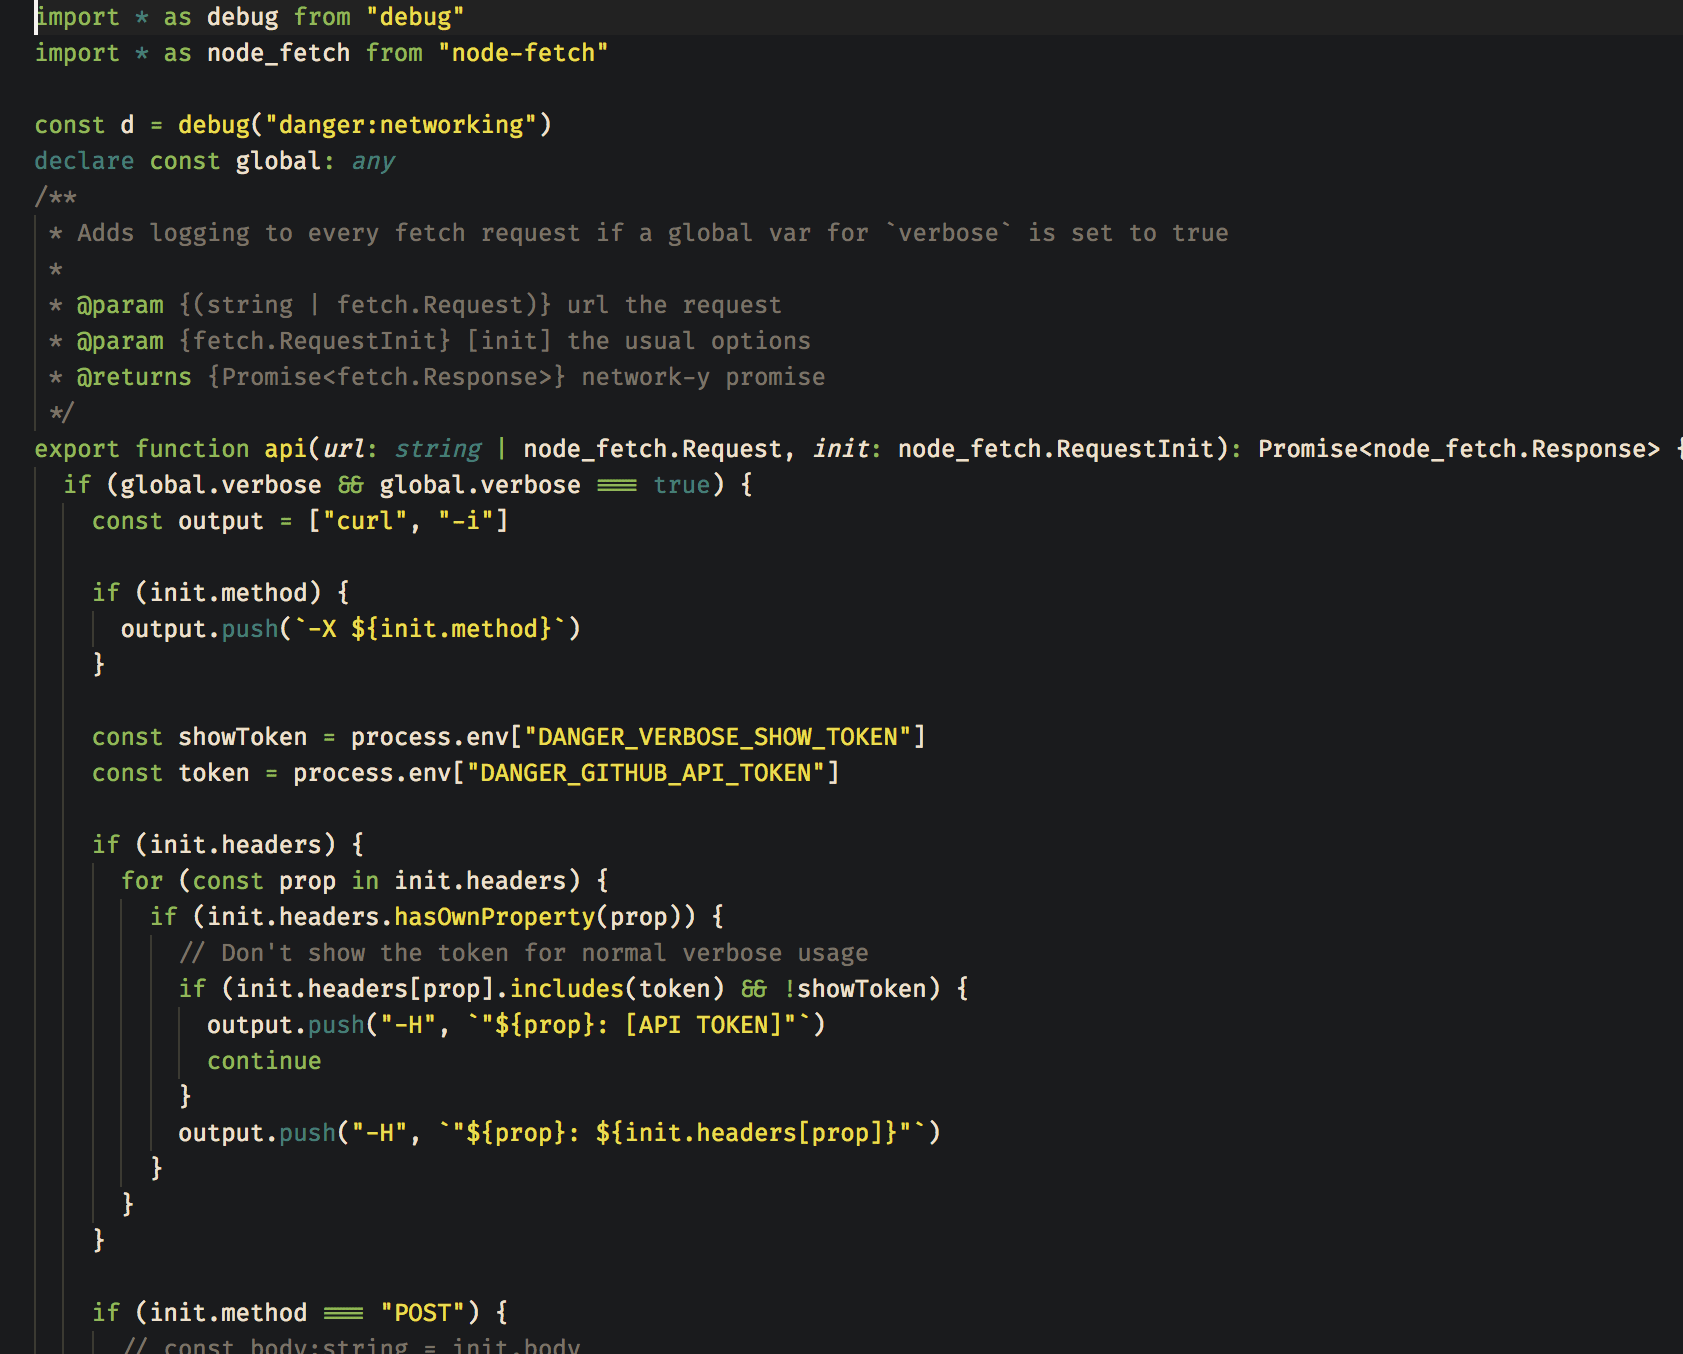 import * as debug from "debug"
import * as node_fetch from "node-fetch"

const d = debug("danger:networking")
declare const global: any
/**
 * Adds logging to every fetch request if a global var for `verbose` is set to true
 *
 * @param {(string | fetch.Request)} url the request
 * @param {fetch.RequestInit} [init] the usual options
 * @returns {Promise<fetch.Response>} network-y promise
 */
export function api(url: string | node_fetch.Request, init: node_fetch.RequestInit): Promise<node_fetch.Response> {
  if (global.verbose && global.verbose === true) {
    const output = ["curl", "-i"]

    if (init.method) {
      output.push(`-X ${init.method}`)
    }

    const showToken = process.env["DANGER_VERBOSE_SHOW_TOKEN"]
    const token = process.env["DANGER_GITHUB_API_TOKEN"]

    if (init.headers) {
      for (const prop in init.headers) {
        if (init.headers.hasOwnProperty(prop)) {
          // Don't show the token for normal verbose usage
          if (init.headers[prop].includes(token) && !showToken) {
            output.push("-H", `"${prop}: [API TOKEN]"`)
            continue
          }
          output.push("-H", `"${prop}: ${init.headers[prop]}"`)
        }
      }
    }

    if (init.method === "POST") {
      // const body:string = init.body